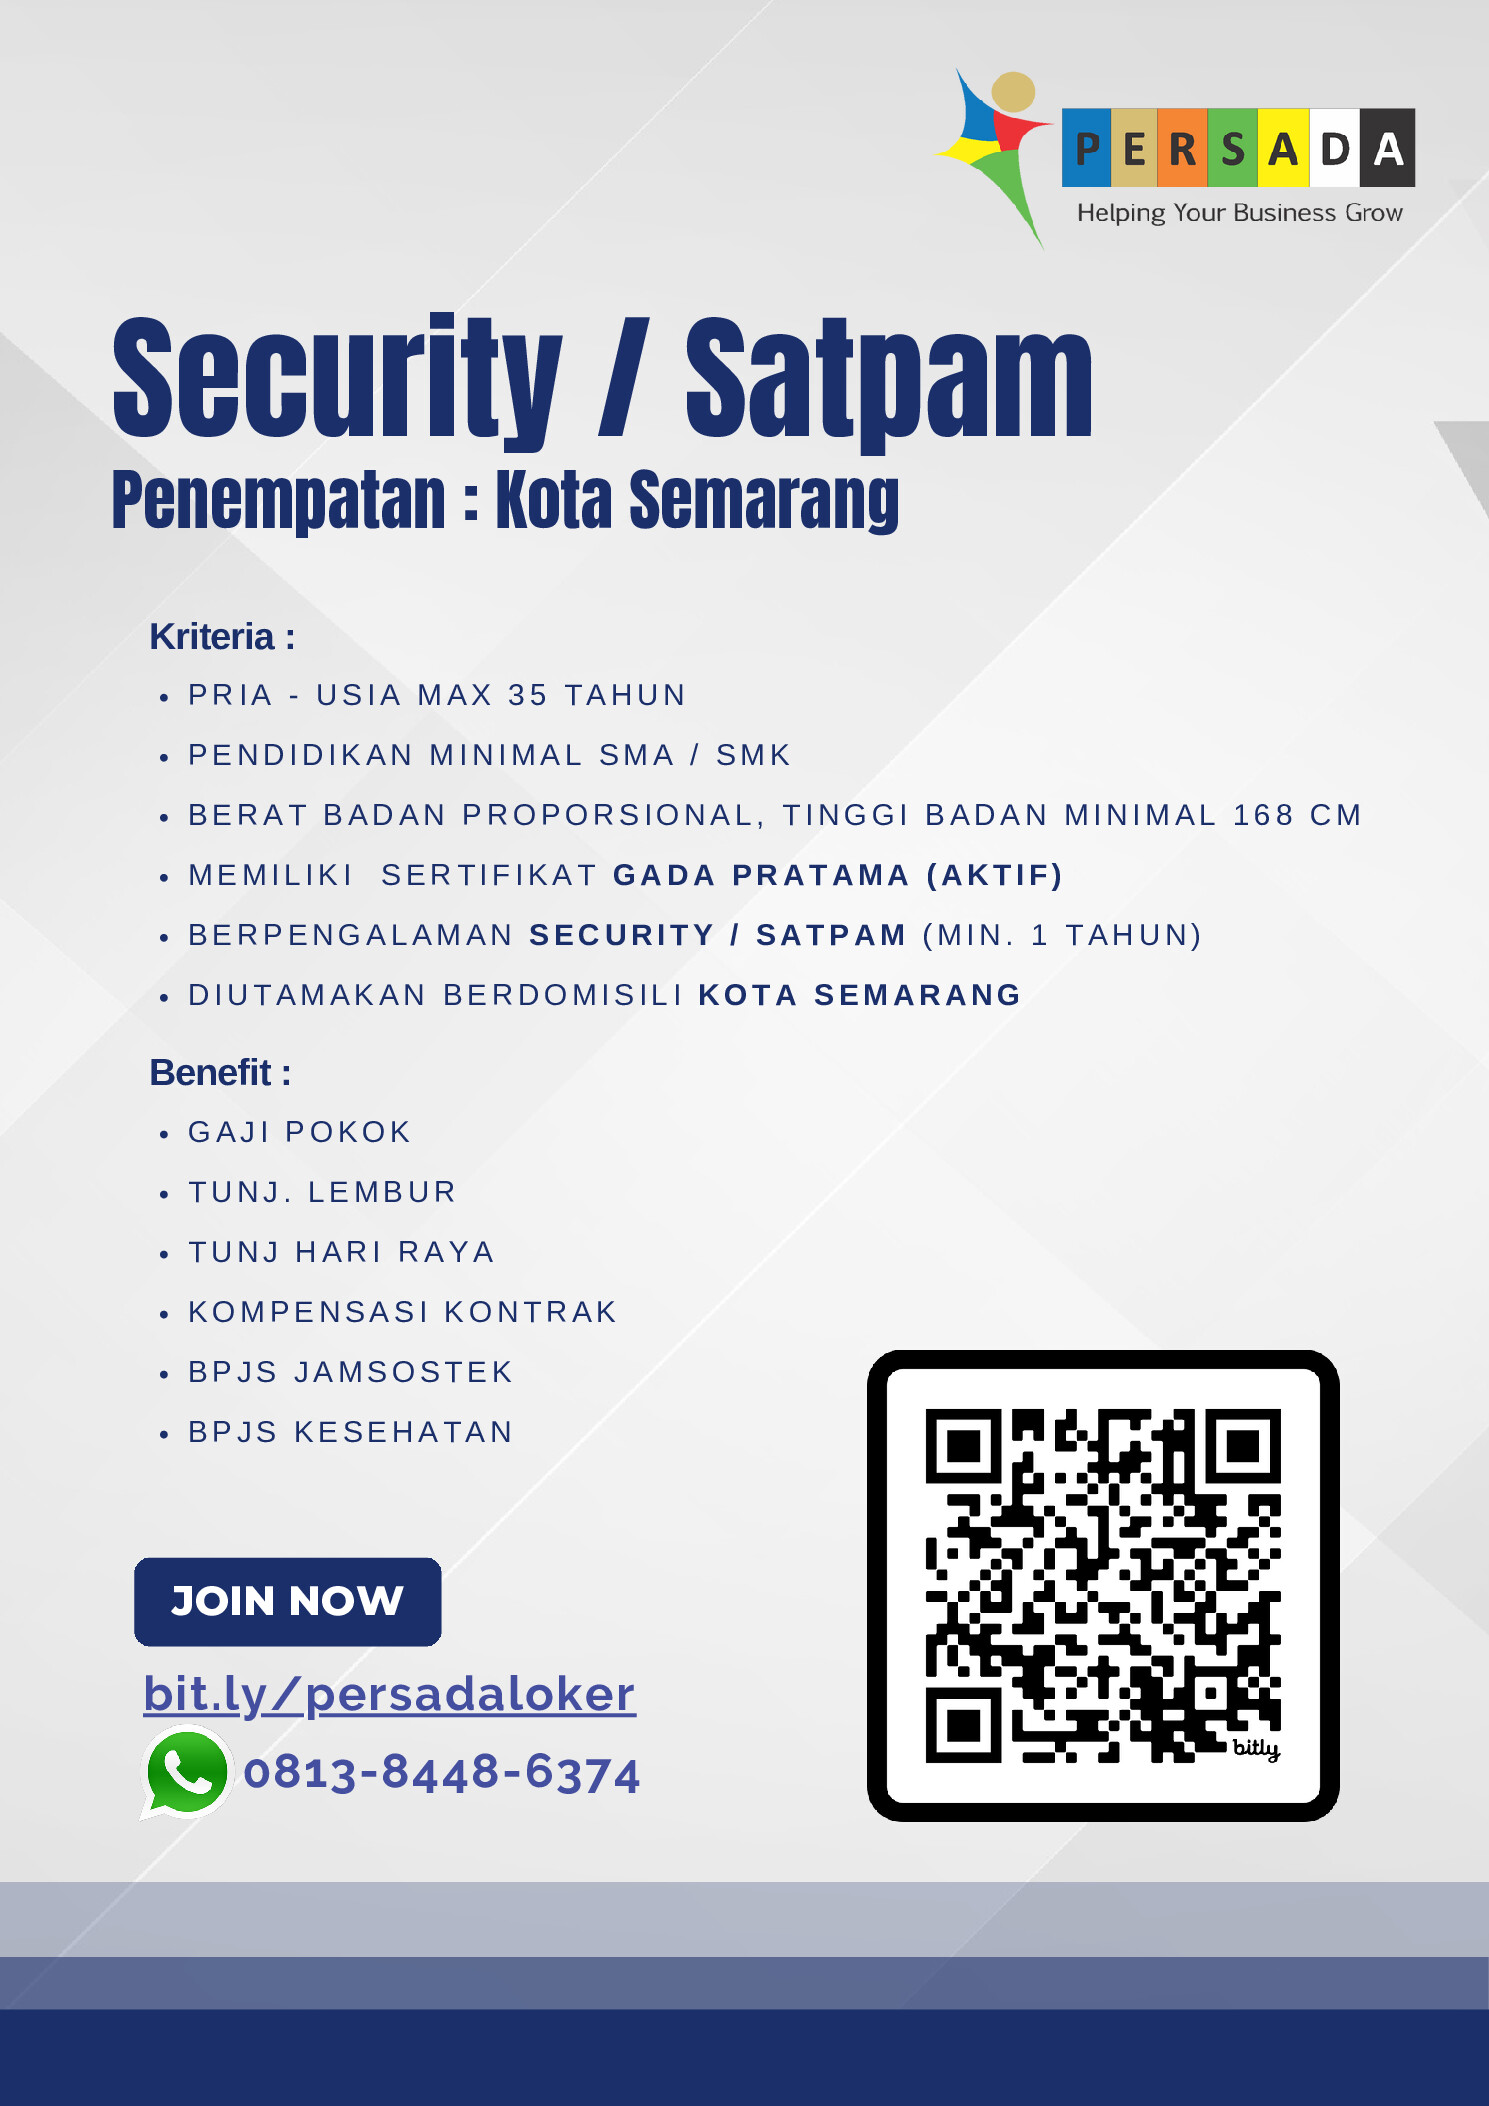 PERSADA
Helping Your Business Grow
Security / Satpam
Penempatan : Kota Semarang
Kriteria :
• PRIA - USIA MAX 35 TAHUN
• PENDIDIKAN MINIMAL SMA / SMK
• BERAT BADAN PROPORSIONAL, TINGGI BADAN MINIMAL 168 CM
• MEMILIKI  SERTIFIKAT GADA PRATAMA (AKTIF)
• BERPENGALAMAN SECURITY / SATPAM (MIN. 1 TAHUN)
• DIUTAMAKAN BERDOMISILI KOTA SEMARANG
Benefit :
• GAJI POKOK
• TUNJ. LEMBUR
• TUNJ HARI RAYA
• KOMPENSASI KONTRAK
• BPJS JAMSOSTEK
• BPJS KESEHATAN
JOIN NOW
bit.ly/persadaloker
0813-8448-6374
bitly